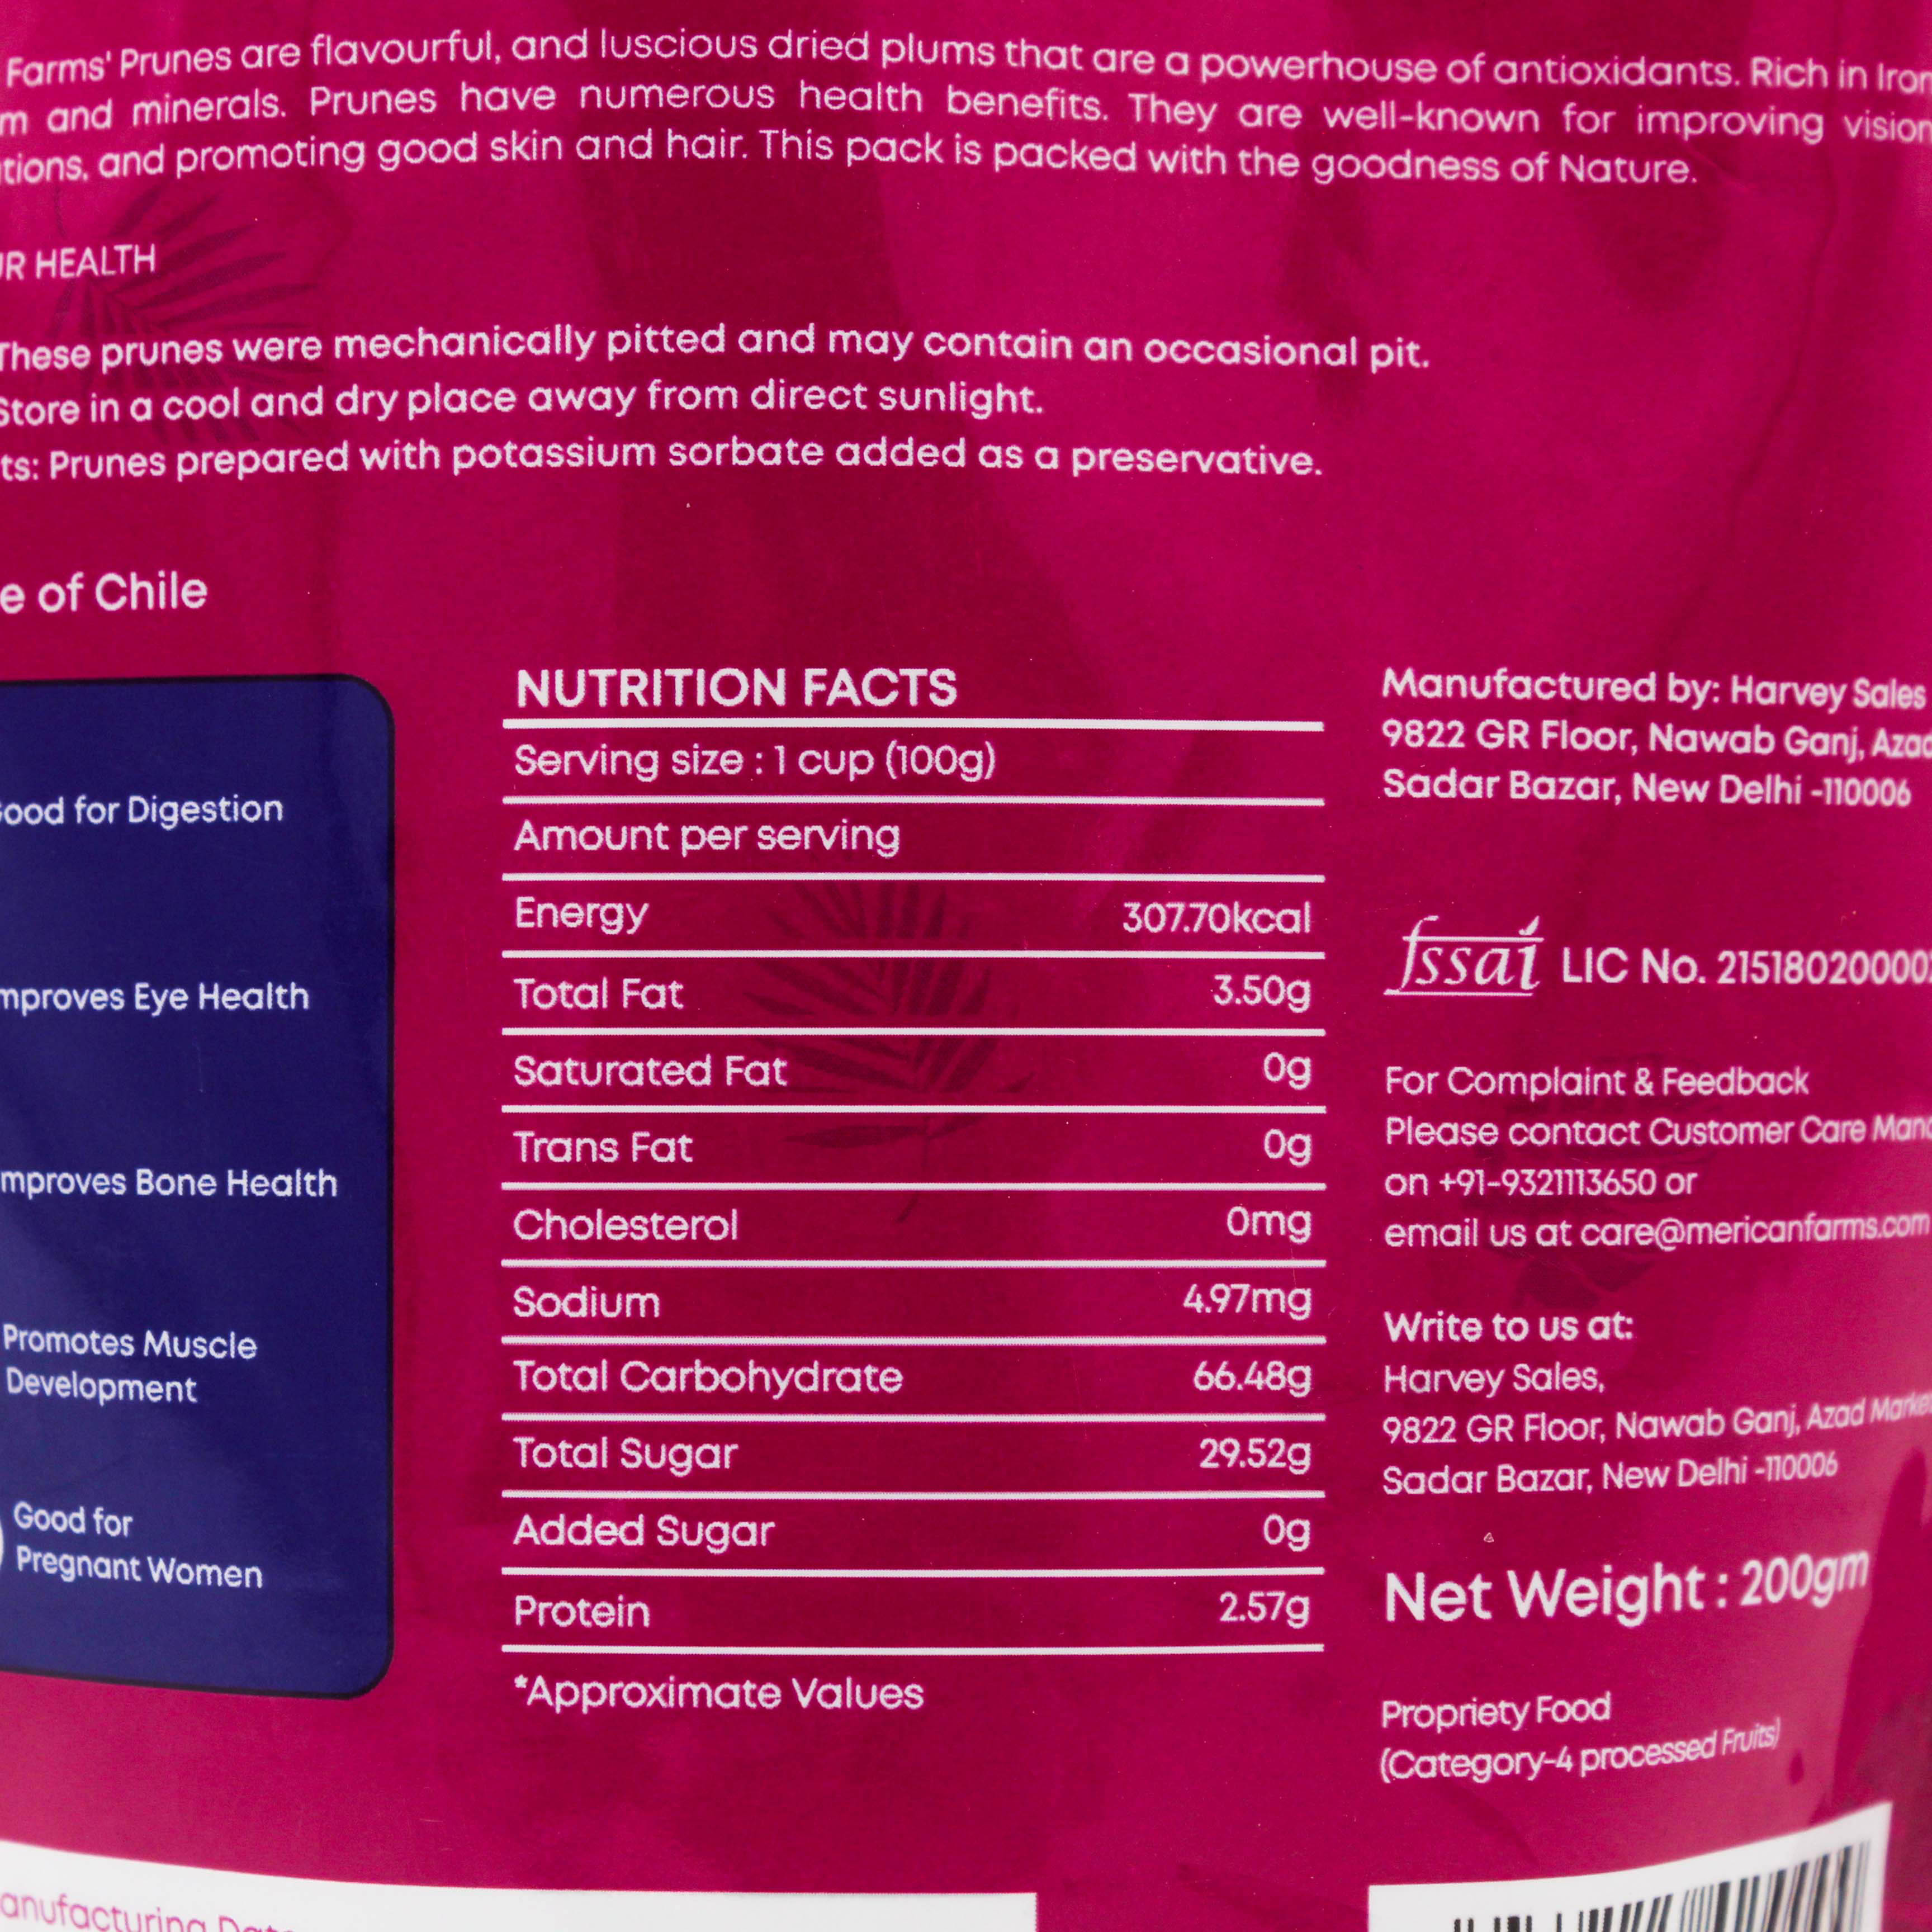 Farms' Prunes are flavourful, and luscious dried plums that are a powerhouse of antioxidants. Rich in Iron
m and minerals. Prunes have numerous health benefits. They are well-known for improving vision
tions, and promoting good skin and hair. This pack is packed with the goodness of Nature.
UR HEALTH
These prunes were mechanically pitted and may contain an occasional pit.
Store in a cool and dry place away from direct sunlight.
ts: Prunes prepared with potassium sorbate added as a preservative.
e of Chile
Good for Digestion
mproves Eye Health
mproves Bone Health
Promotes Muscle
Development
Good for
Pregnant Women
NUTRITION FACTS
Serving size : 1 cup (100g)
Amount per serving
Energy 307.70kcal
Total Fat 3.50g
Saturated Fat 0g
Trans Fat 0g
Cholesterol 0mg
Sodium 4.97mg
Total Carbohydrate 66.48g
Total Sugar 29.52g
Added Sugar 0g
Protein 2.57g
*Approximate Values
Manufactured by: Harvey Sales
9822 GR Floor, Nawab Ganj, Azad
Sadar Bazar, New Delhi -110006
fssai LIC No. 2151802000
For Complaint & Feedback
Please contact Customer Care Mana
on +91-9321113650 or
email us at care@mericanfarms.com
Write to us at:
Harvey Sales,
9822 GR Floor, Nawab Ganj, Azad Market
Sadar Bazar, New Delhi -110006
Net Weight : 200gm
Propriety Food
(Category-4 processed Fruits)
anufacturing Date